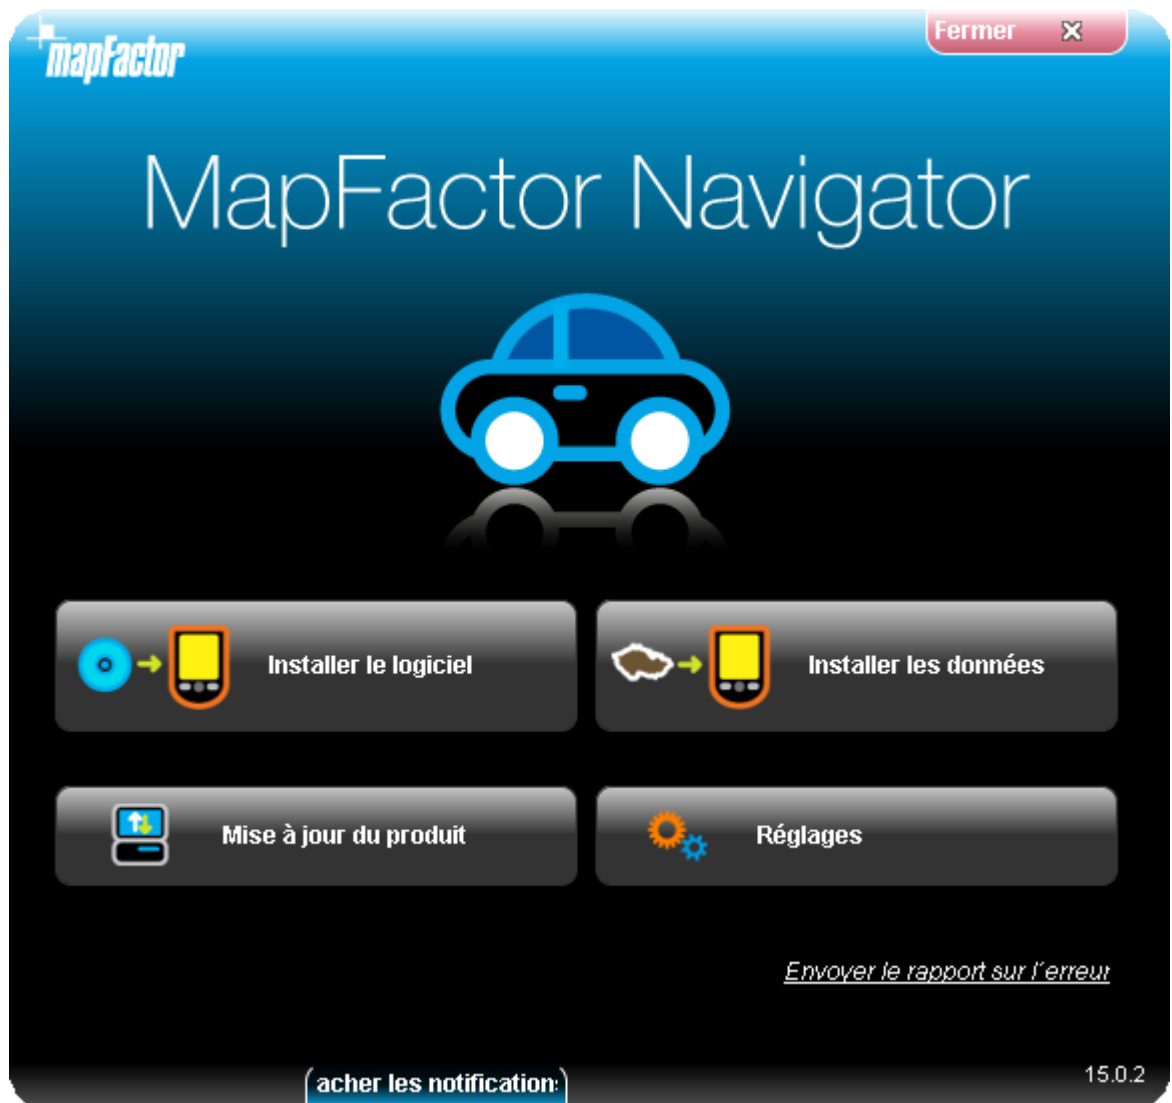 mapFactor
Fermer
MapFactor Navigator
Installer le logiciel
Installer les données
Mise à jour du produit
Réglages
Envoyer le rapport sur l'erreur
acher les notification
15.0.2